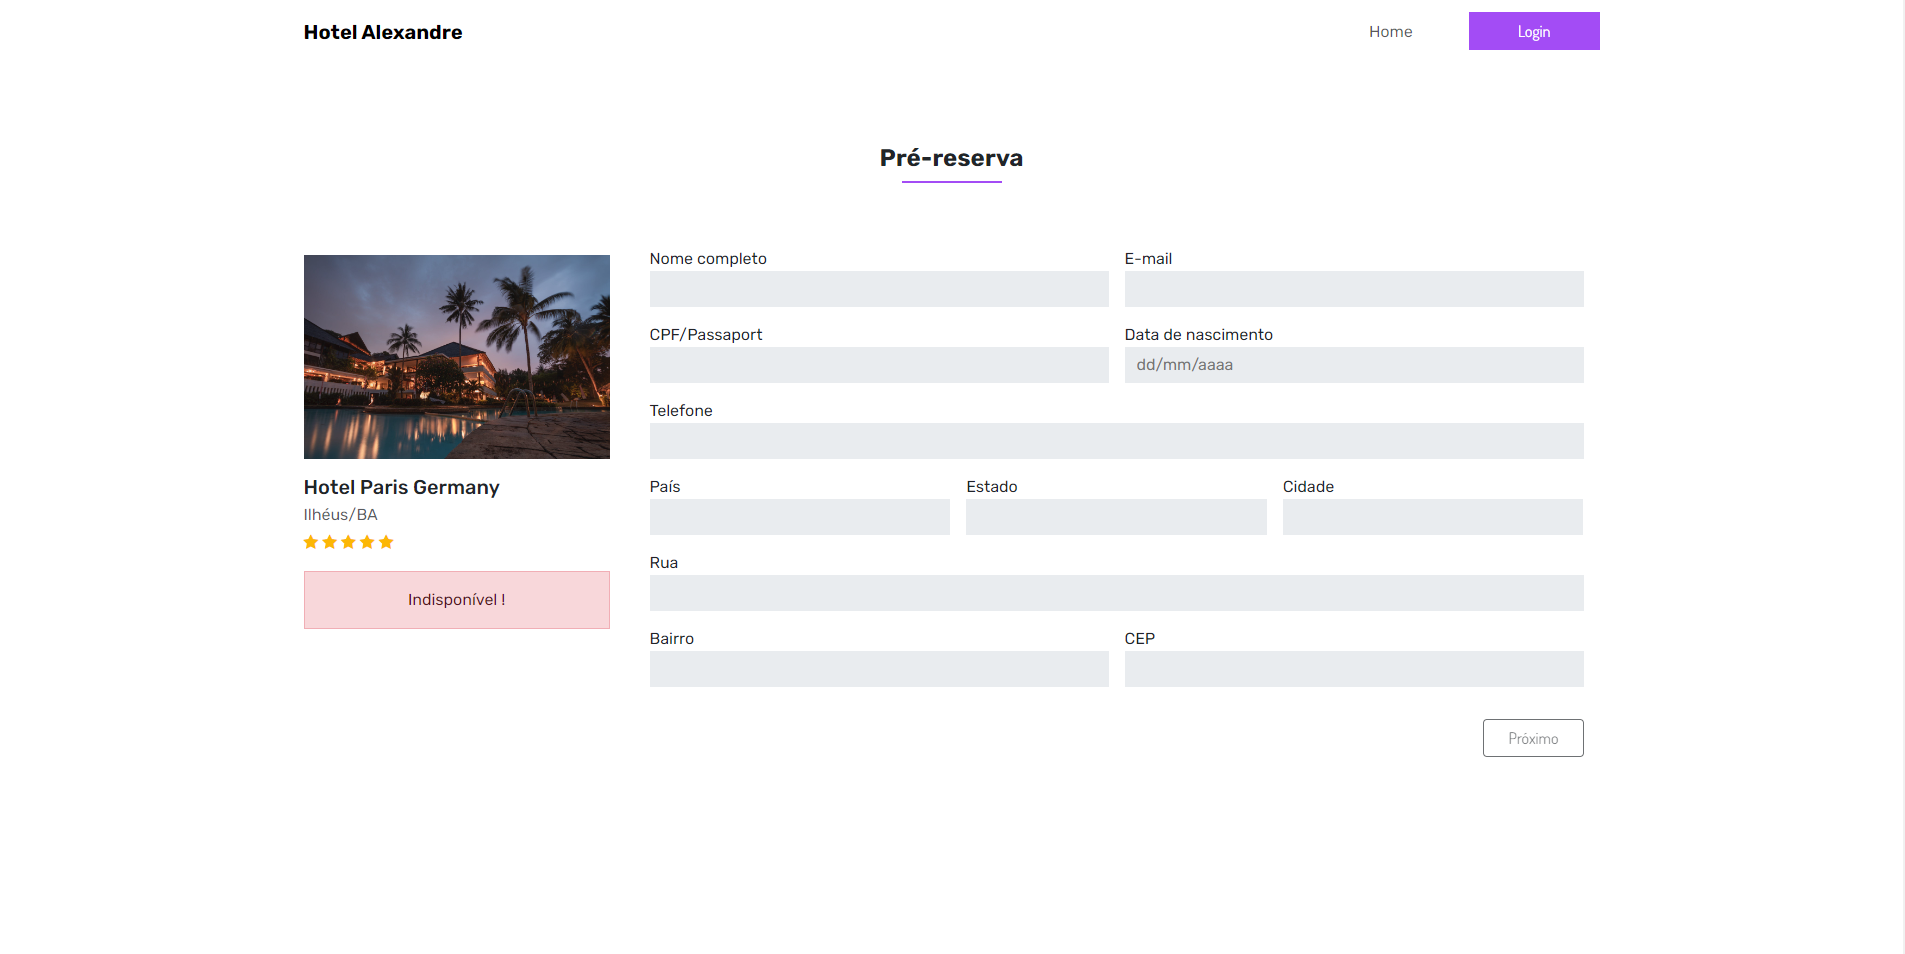 Hotel Alexandre
Home
Login
Pré-reserva
Hotel Paris Germany
Ilhéus/BA
Indisponível !
Nome completo
E-mail
CPF/Passaport
Data de nascimento
dd/mm/aaaa
Telefone
País
Estado
Cidade
Rua
Bairro
CEP
Próximo